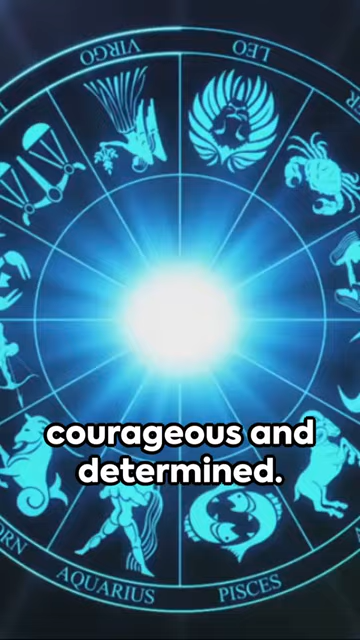 VIRGO
LEO
courageous and
determined.
AQUARIUS
PISCES